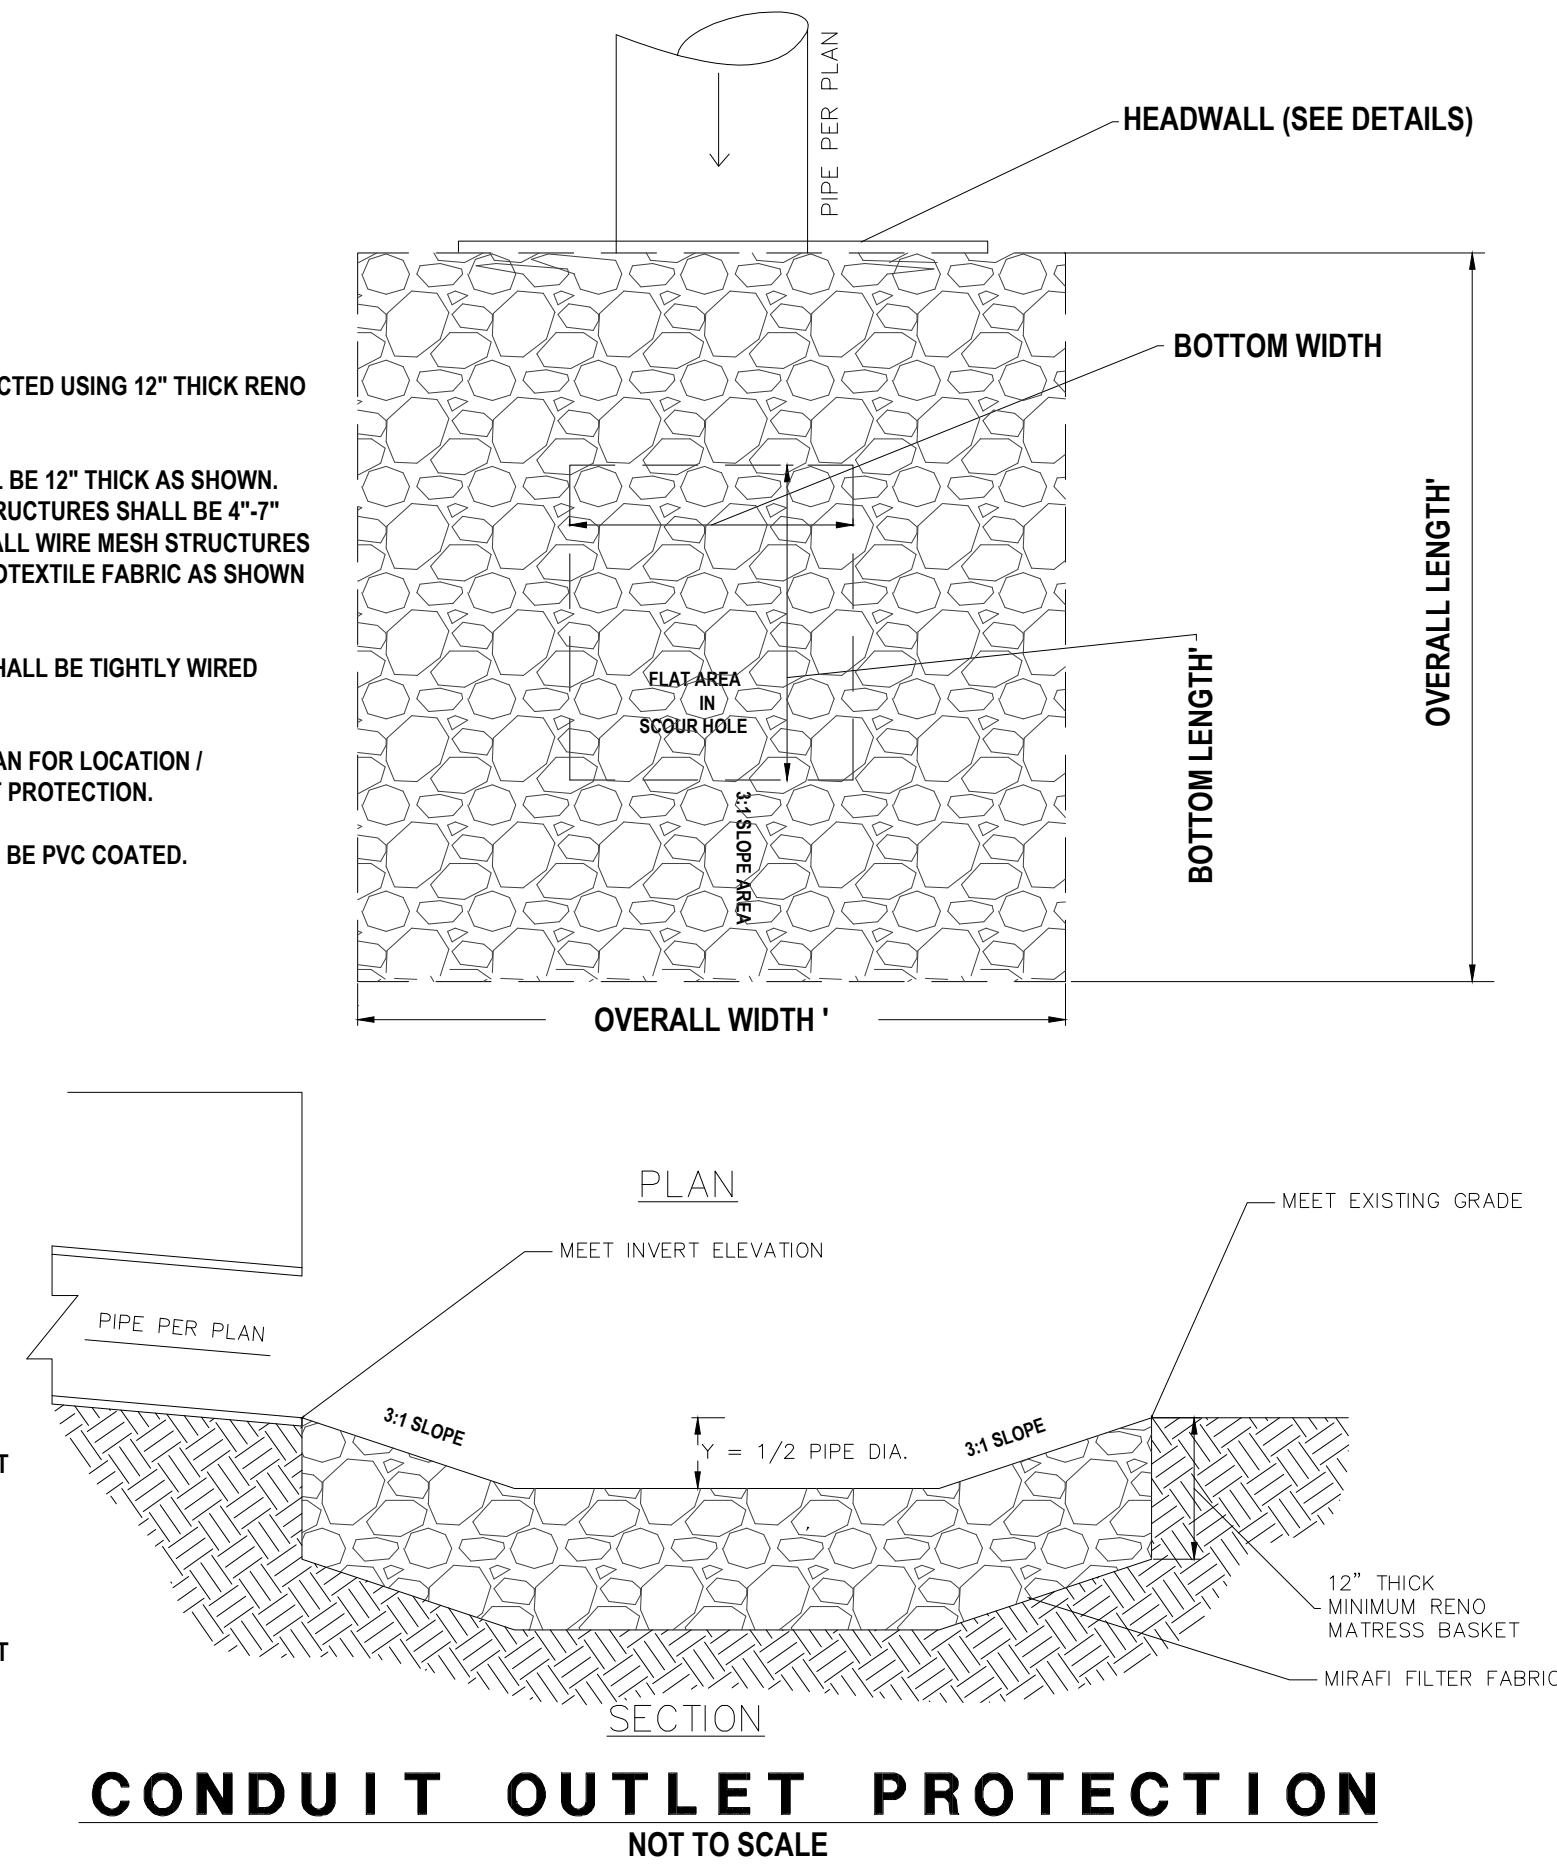 PIPE PER PLAN
HEADWALL (SEE DETAILS)
BOTTOM WIDTH
CTED USING 12" THICK RENO
BE 12" THICK AS SHOWN.
RUCTURES SHALL BE 4"-7"
ALL WIRE MESH STRUCTURES
OTEXTILE FABRIC AS SHOWN
HALL BE TIGHTLY WIRED
AN FOR LOCATION /
PROTECTION.
BE PVC COATED.
FLAT AREA
IN
SCOUR HOLE
3:1 SLOPE AREA
BOTTOM LENGTH'
OVERALL LENGTH'
OVERALL WIDTH '
PLAN
MEET EXISTING GRADE
MEET INVERT ELEVATION
PIPE PER PLAN
3:1 SLOPE
Y = 1/2 PIPE DIA.
3:1 SLOPE
T
12" THICK
MINIMUM RENO
MATRESS BASKET
T
MIRAFI FILTER FABRIC
SECTION
CONDUIT OUTLET PROTECTION
NOT TO SCALE